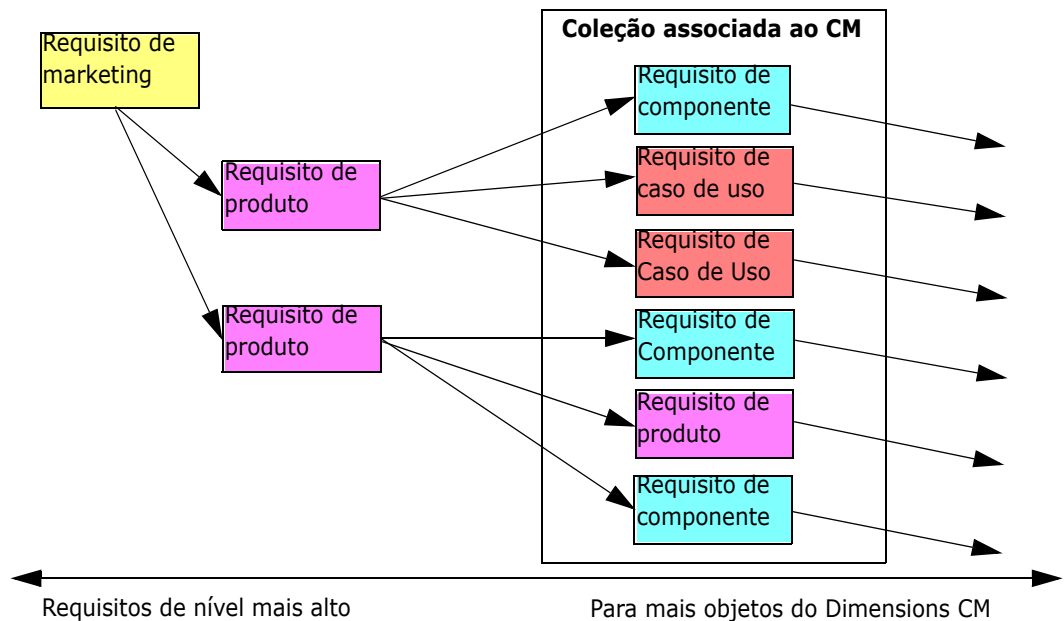 Coleção associada ao CM
Requisito de
marketing
Requisito de
produto
Requisito de
produto
Requisito de
componente
Requisito de
caso de uso
Requisito de
Caso de Uso
Requisito de
Componente
Requisito de
produto
Requisito de
componente
Requisitos de nível mais alto
Para mais objetos do Dimensions CM